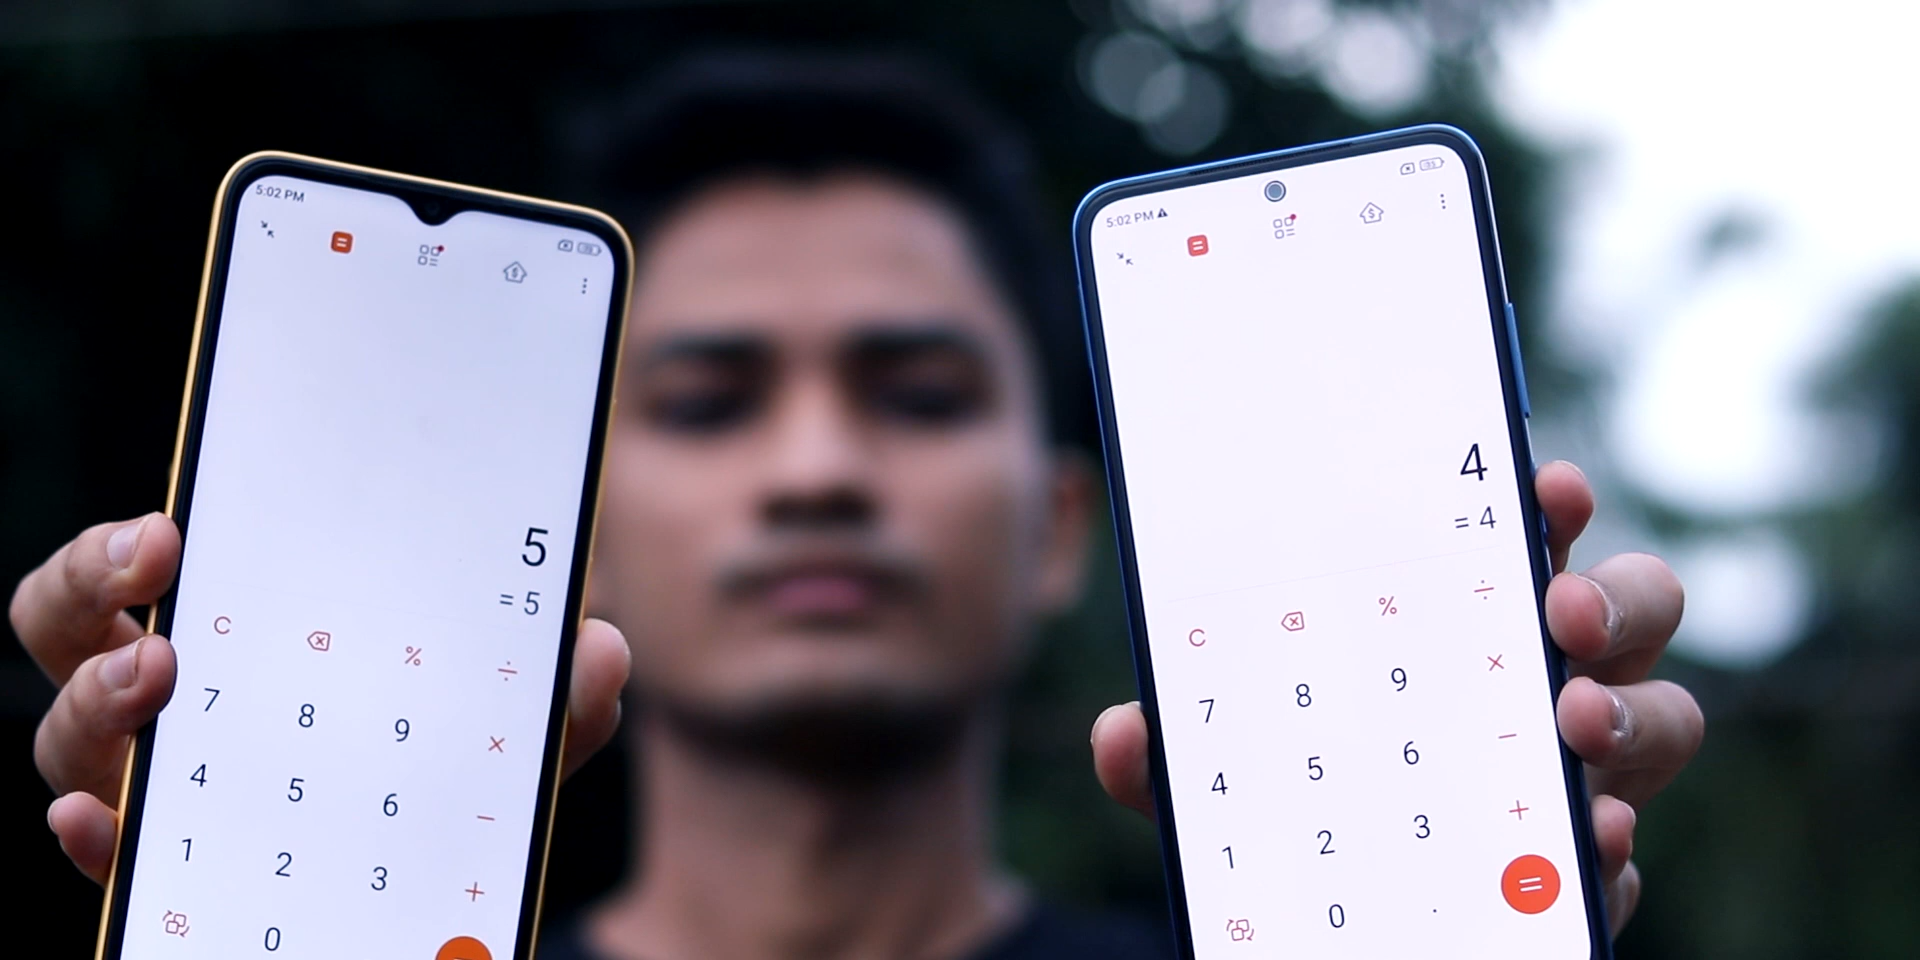 5:02 PM
5
= 5
C % ÷
7 8 9 ×
4 5 6 −
1 2 3 +
0
5:02 PM
4
= 4
C % ÷
7 8 9 ×
4 5 6 −
1 2 3 +
0 . =